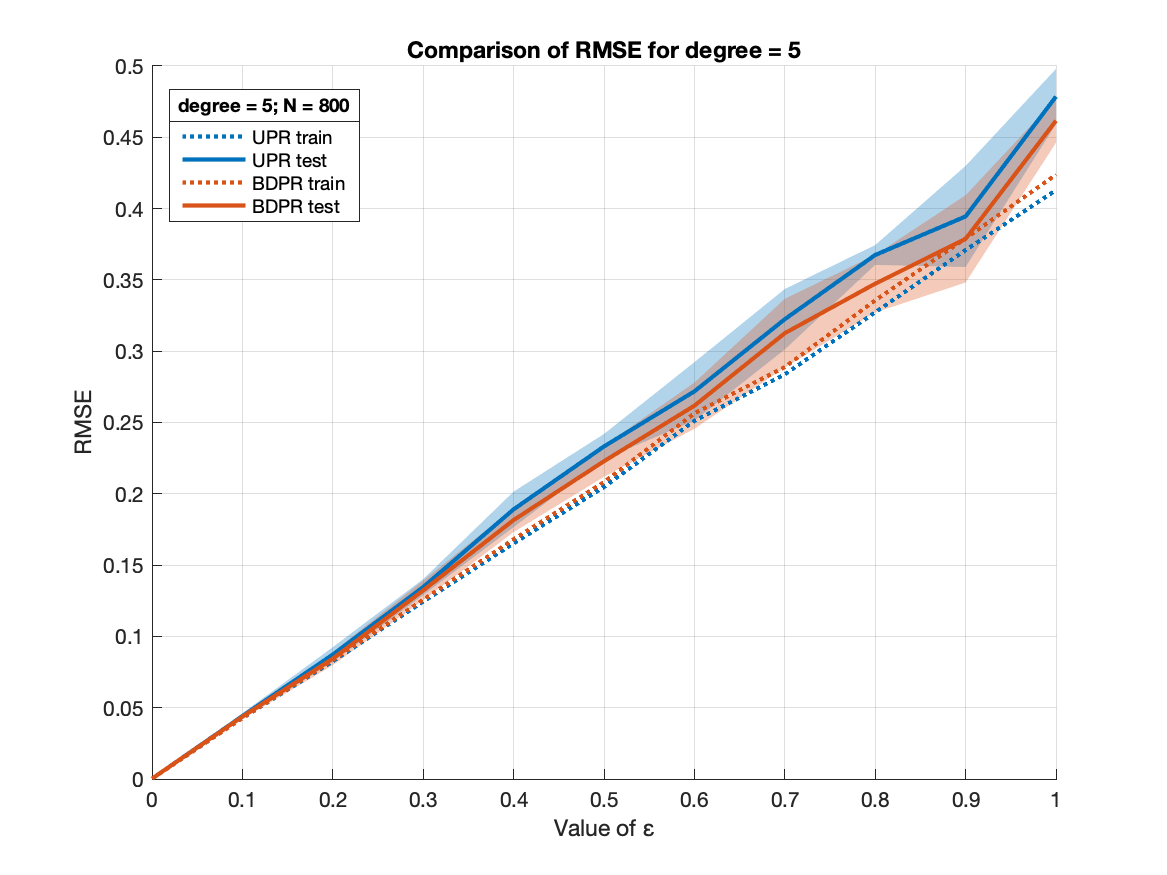 Comparison of RMSE for degree = 5
0.5
0.45
0.4
0.35
0.3
0.25
0.2
0.15
0.1
0.05
0
RMSE
degree = 5; N = 800
UPR train
UPR test
BDPR train
BDPR test
0 0.1 0.2 0.3 0.4 0.5 0.6 0.7 0.8 0.9 1
Value of ε